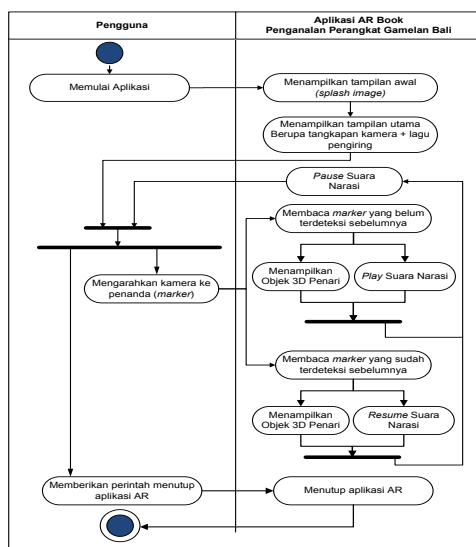 Pengguna
Aplikasi AR Book
Penganalan Perangkat Gamelan Bali
Memulai Aplikasi
Menampilkan tampilan awal
(splash image)
Menampilkan tampilan utama
Berupa tangkapan kamera + lagu
pengiring
Pause Suara
Narasi
Membaca marker yang belum
terdeteksi sebelumnya
Mengarahkan kamera ke
penanda (marker)
Menampilkan
Objek 3D Penari
Play Suara Narasi
Membaca marker yang sudah
terdeteksi sebelumnya
Menampilkan
Objek 3D Penari
Resume Suara
Narasi
Memberikan perintah menutup
aplikasi AR
Menutup aplikasi AR